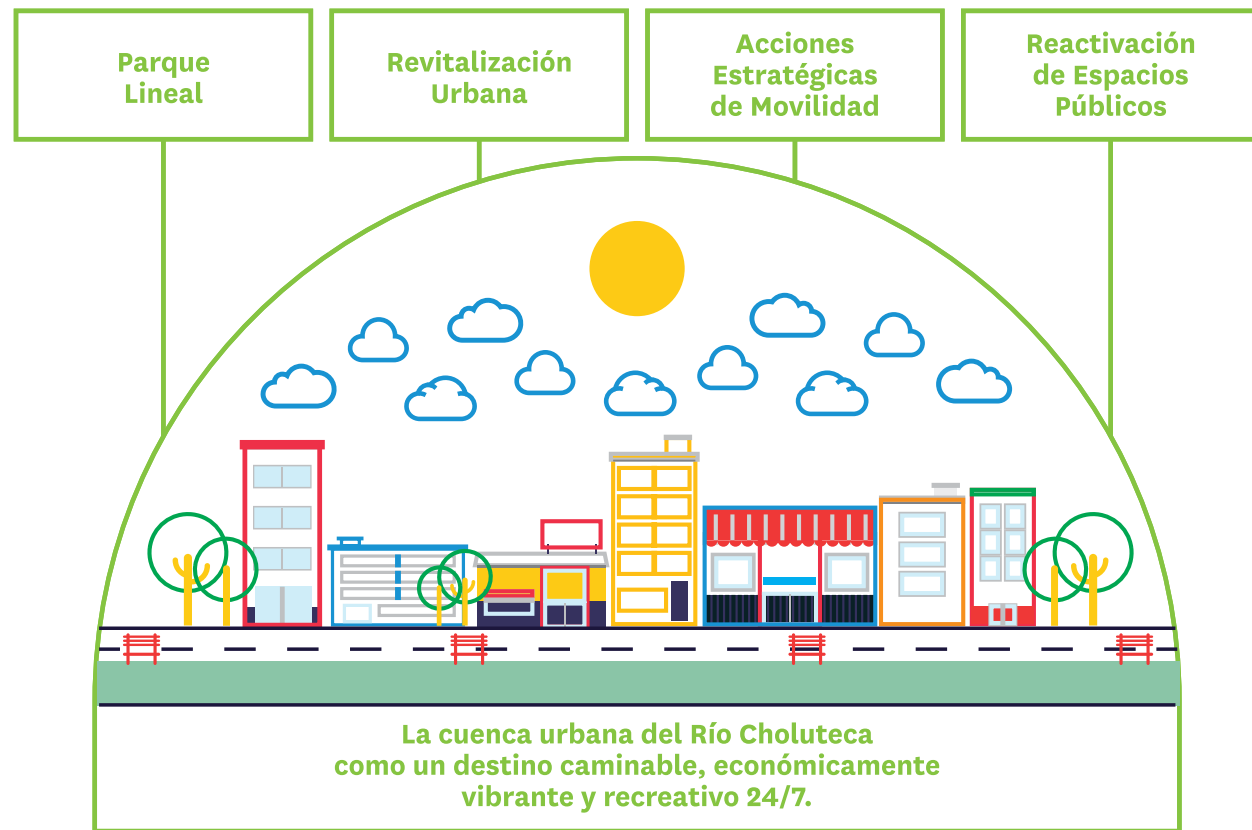 Parque
Lineal
Revitalización
Urbana
Acciones
Estratégicas
de Movilidad
Reactivación
de Espacios
Públicos
La cuenca urbana del Río Choluteca
como un destino caminable, económicamente
vibrante y recreativo 24/7.